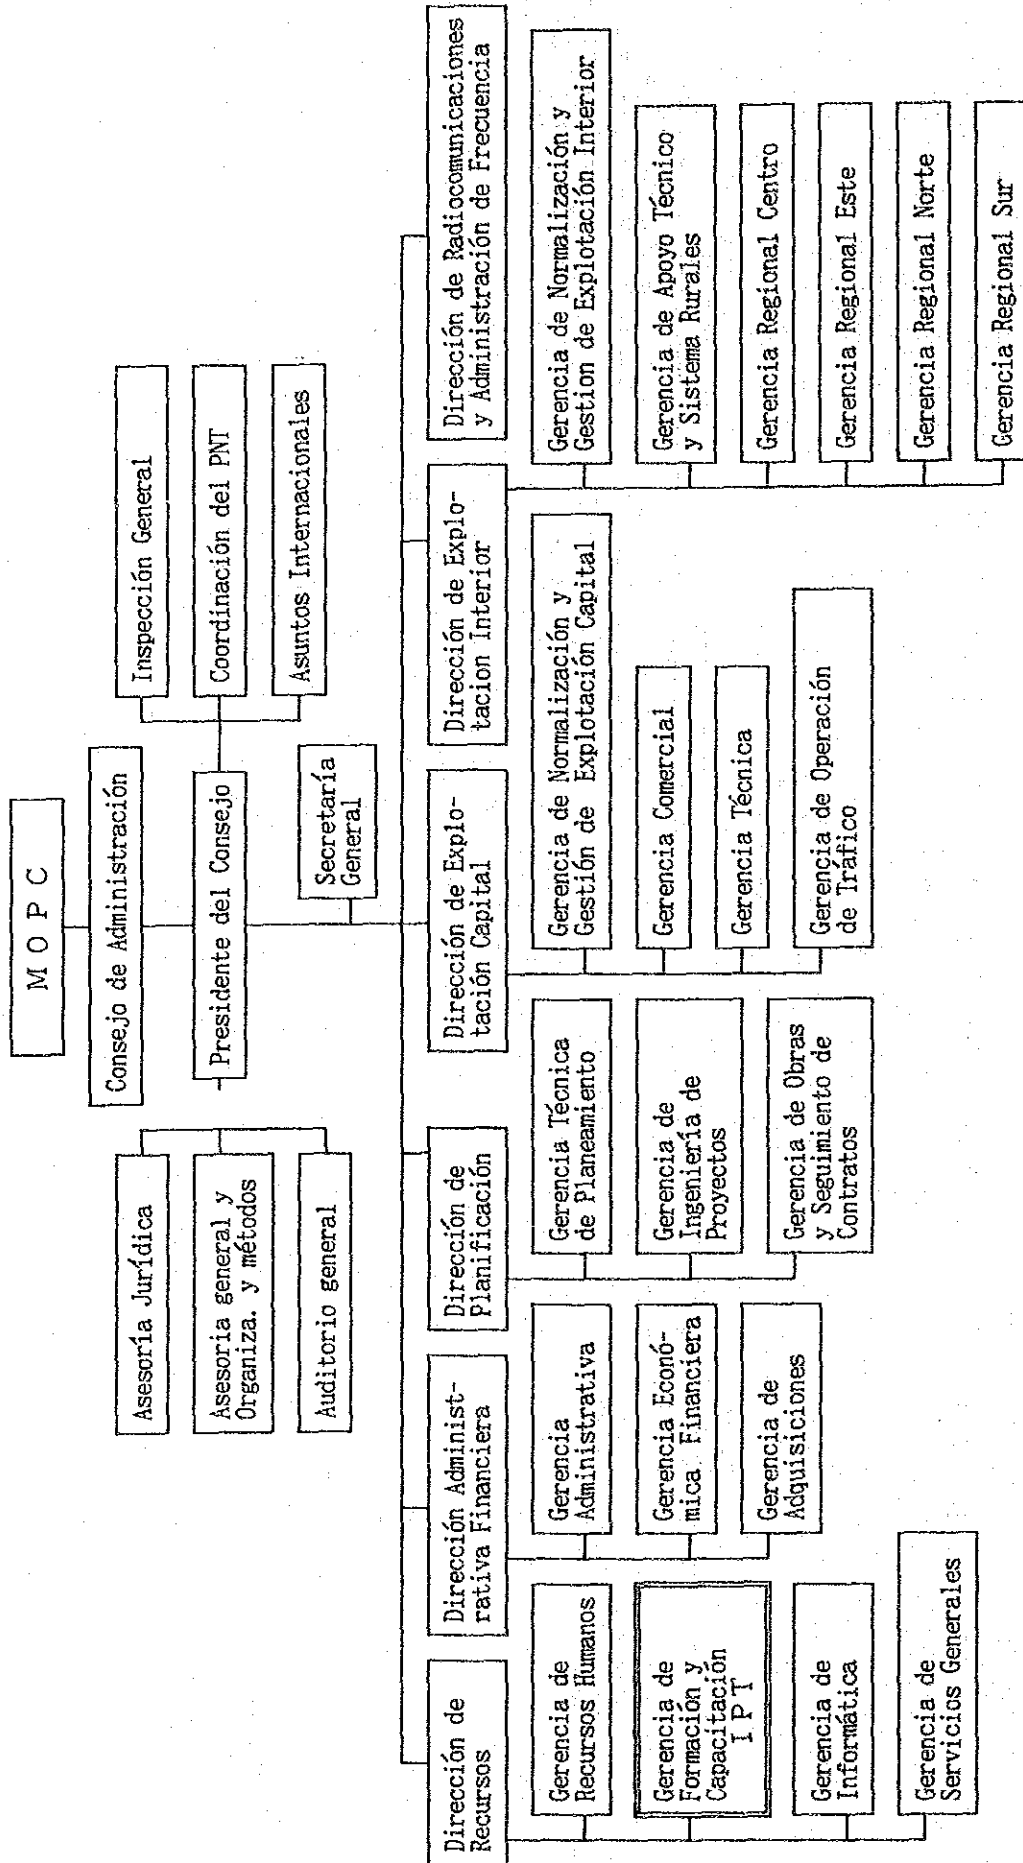 M O P C
Consejo de Administración
Presidente del Consejo
Secretaría
General
Asesoría Jurídica
Asesoria general y
Organiza. y métodos
Auditorio general
Inspección General
Coordinación del PNT
Asuntos Internacionales
Dirección de
Recursos
Gerencia de
Recursos Humanos
Gerencia de
Formación y
Capacitación
I P T
Gerencia de
Informática
Gerencia de
Servicios Generales
Dirección Administ-
rativa Financiera
Gerencia
Administrativa
Gerencia Econó-
mica Financiera
Gerencia de
Adquisiciones
Dirección de
Planificación
Gerencia Técnica
de Planeamiento
Gerencia de
Ingeniería de
Proyectos
Gerencia de Obras
y Seguimiento de
Contratos
Dirección de Explo-
tación Capital
Gerencia de Normalización y
Gestión de Explotación Capital
Gerencia Comercial
Gerencia Técnica
Gerencia de Operación
de Tráfico
Dirección de Explo-
tacion Interior
Gerencia de Normalización y
Gestion de Explotación Interior
Gerencia de Apoyo Técnico
y Sistema Rurales
Gerencia Regional Centro
Gerencia Regional Este
Gerencia Regional Norte
Gerencia Regional Sur
Dirección de Radiocomunicaciones
y Administración de Frecuencia